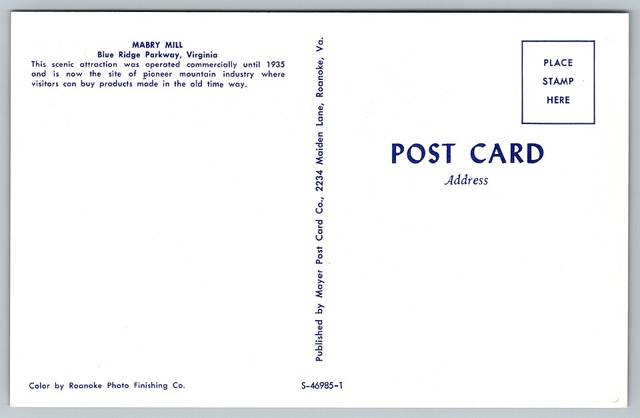 MABRY MILL
Blue Ridge Parkway, Virginia
This scenic attraction was operated commercially until 1935
and is now the site of pioneer mountain industry where
visitors can buy products made in the old time way.
Published by Mayer Post Card Co., 2234 Maiden Lane, Roanoke, Va.
PLACE
STAMP
HERE
POST CARD
Address
Color by Roanoke Photo Finishing Co.
S-46985-1